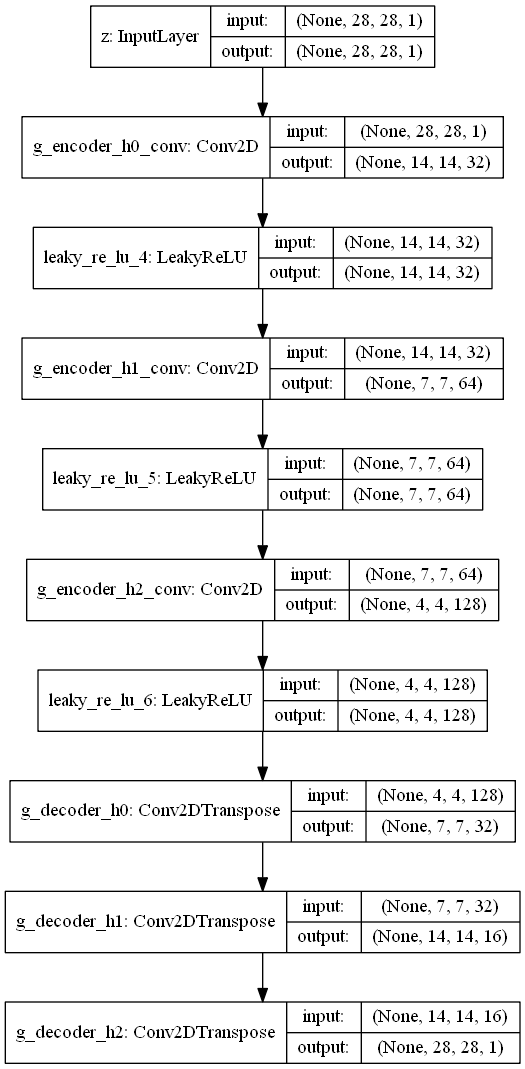 z: InputLayer
input: (None, 28, 28, 1)
output: (None, 28, 28, 1)
g_encoder_h0_conv: Conv2D
input: (None, 28, 28, 1)
output: (None, 14, 14, 32)
leaky_re_lu_4: LeakyReLU
input: (None, 14, 14, 32)
output: (None, 14, 14, 32)
g_encoder_h1_conv: Conv2D
input: (None, 14, 14, 32)
output: (None, 7, 7, 64)
leaky_re_lu_5: LeakyReLU
input: (None, 7, 7, 64)
output: (None, 7, 7, 64)
g_encoder_h2_conv: Conv2D
input: (None, 7, 7, 64)
output: (None, 4, 4, 128)
leaky_re_lu_6: LeakyReLU
input: (None, 4, 4, 128)
output: (None, 4, 4, 128)
g_decoder_h0: Conv2DTranspose
input: (None, 4, 4, 128)
output: (None, 7, 7, 32)
g_decoder_h1: Conv2DTranspose
input: (None, 7, 7, 32)
output: (None, 14, 14, 16)
g_decoder_h2: Conv2DTranspose
input: (None, 14, 14, 16)
output: (None, 28, 28, 1)